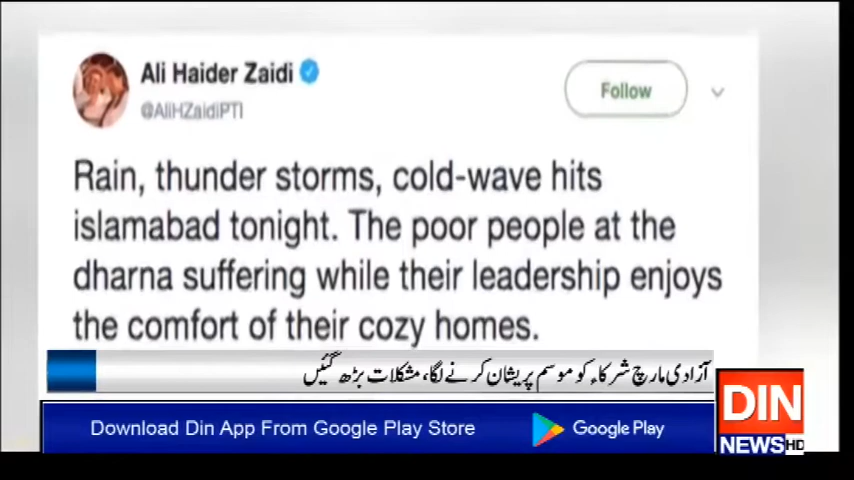 Ali Haider Zaidi
@AliHZaidiPTI
Follow
Rain, thunder storms, cold-wave hits
islamabad tonight. The poor people at the
dharna suffering while their leadership enjoys
the comfort of their cozy homes.
آزادی مارچ شرکاء کو موسم پریشان کرنے لگا، مشکلات بڑھ گئیں
Download Din App From Google Play Store
Google Play
DIN
NEWS HD